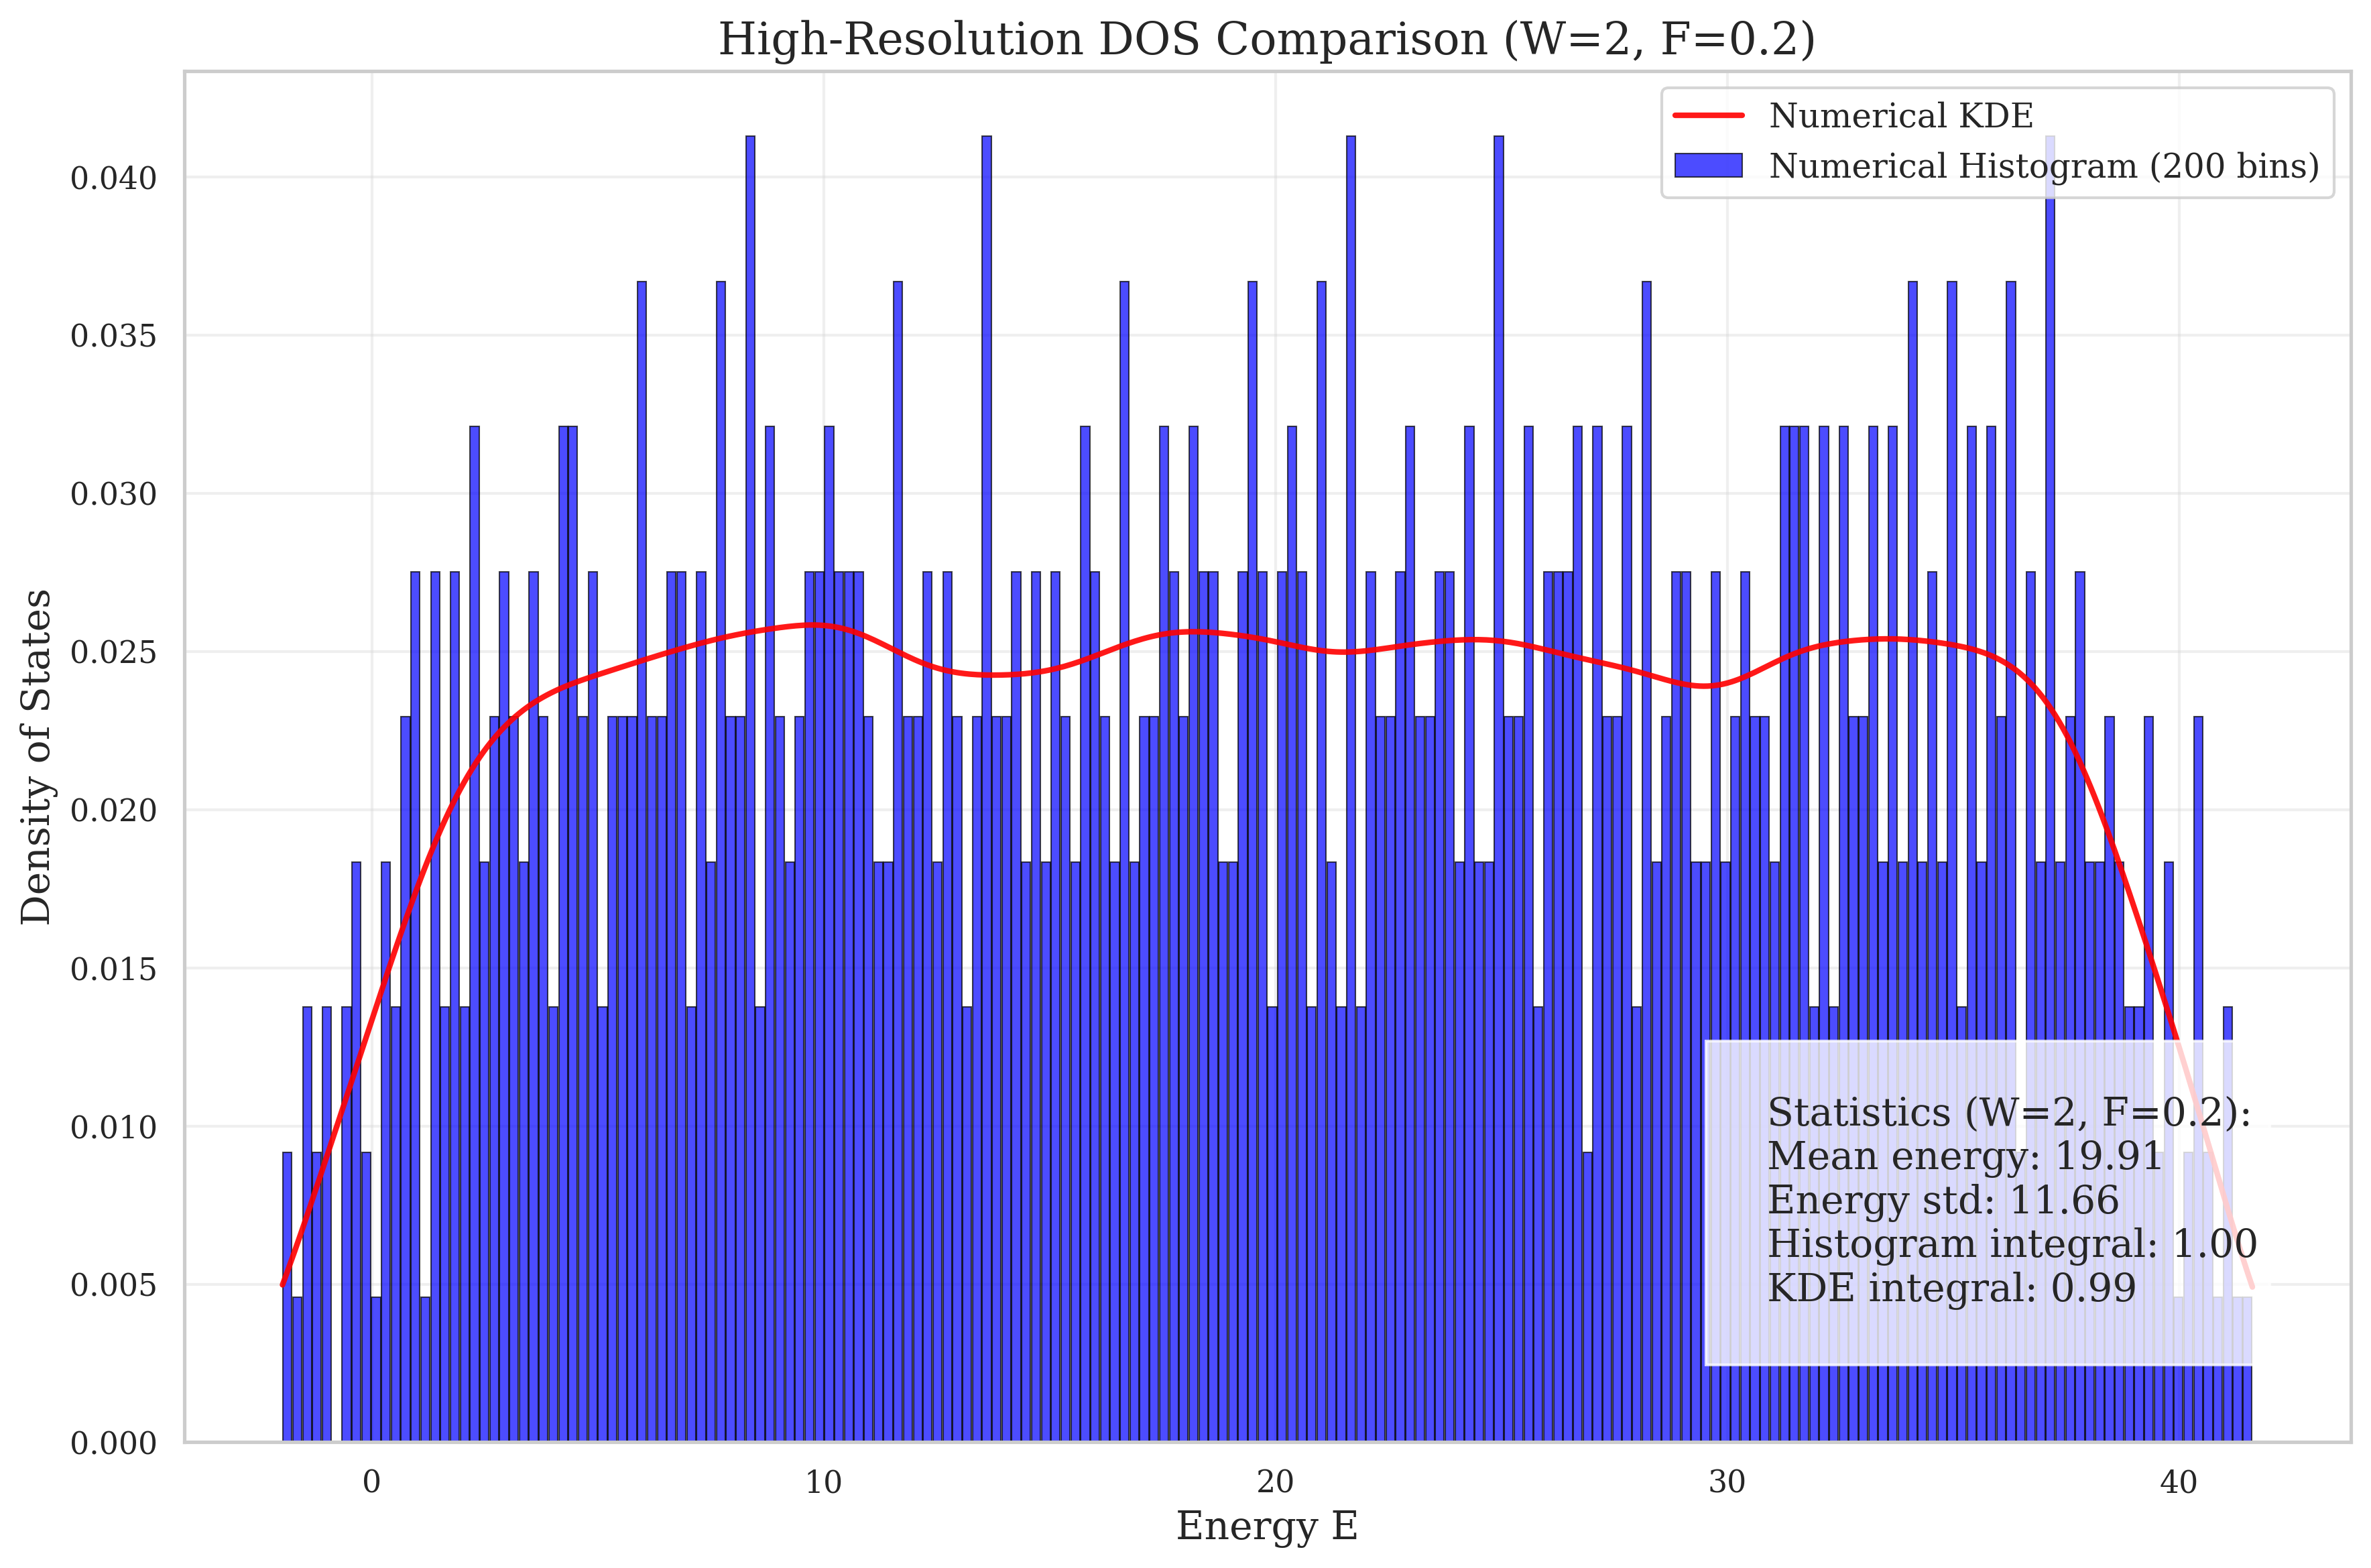 High-Resolution DOS Comparison (W=2, F=0.2)
Numerical KDE
Numerical Histogram (200 bins)
Density of States
0.040
0.035
0.030
0.025
0.020
0.015
0.010
0.005
0.000
Statistics (W=2, F=0.2):
Mean energy: 19.91
Energy std: 11.66
Histogram integral: 1.00
KDE integral: 0.99
0
10
20
30
40
Energy E